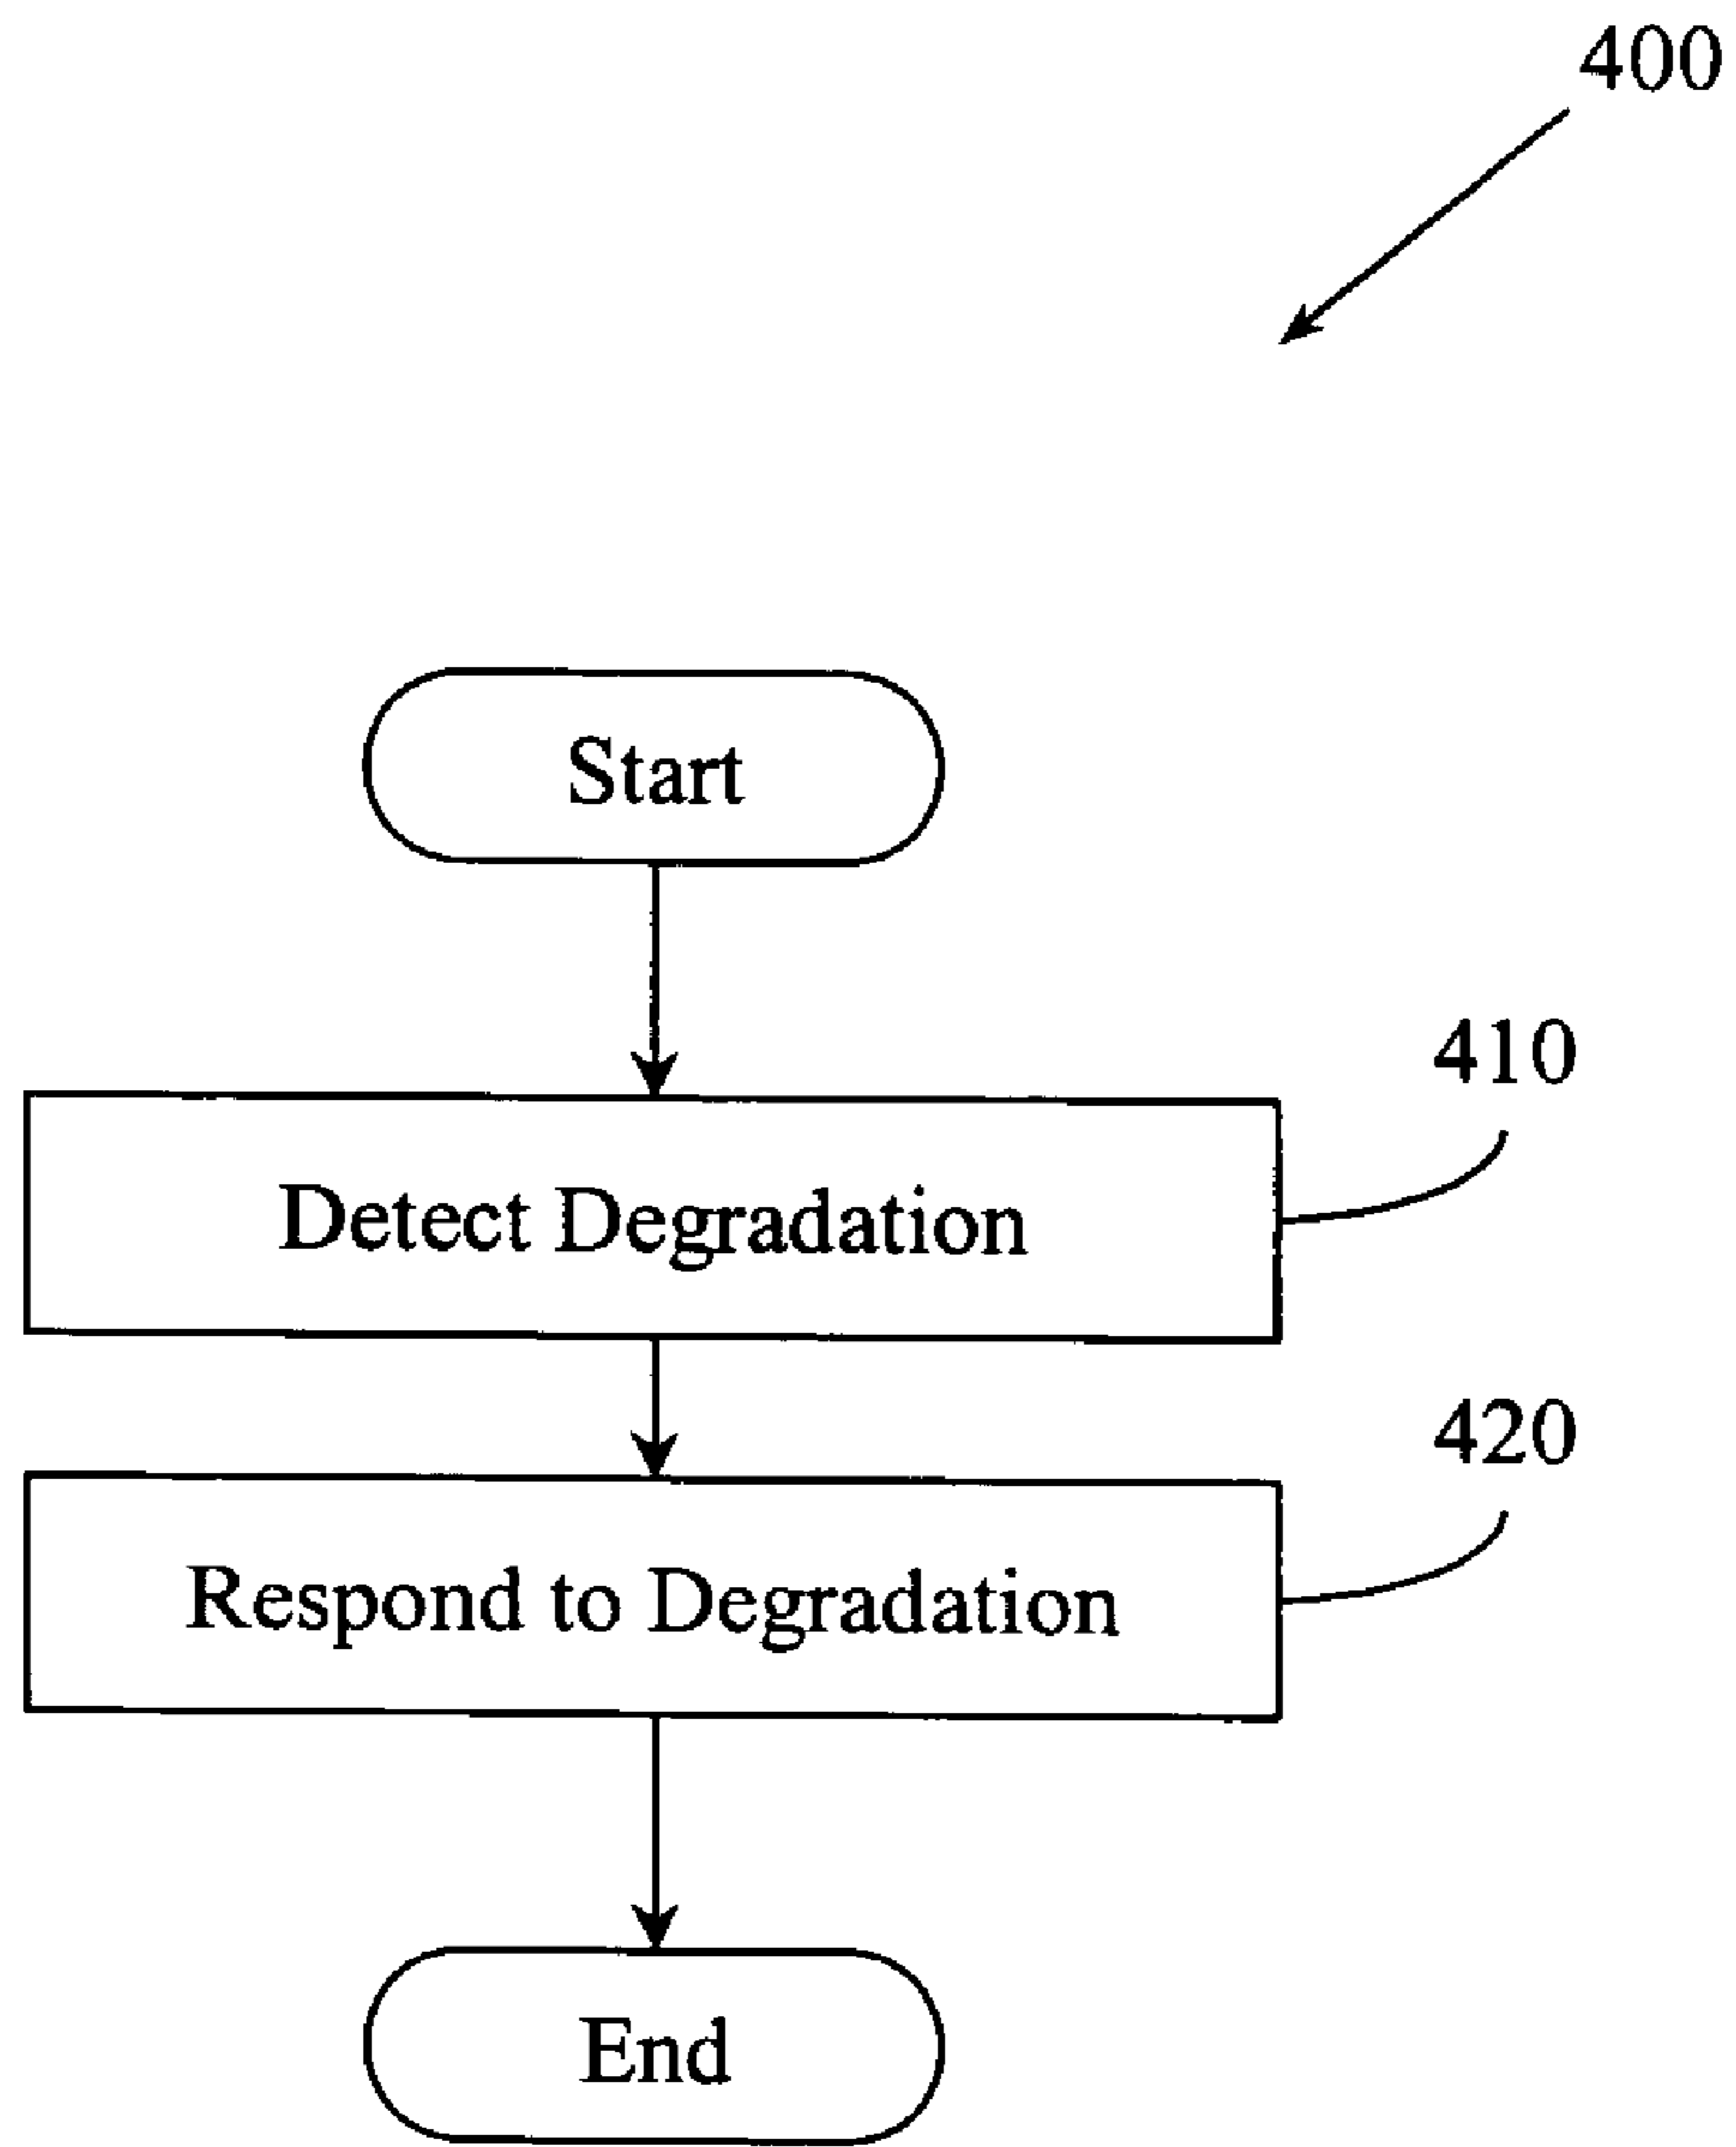 400
Start
410
Detect Degradation
420
Respond to Degradation
End